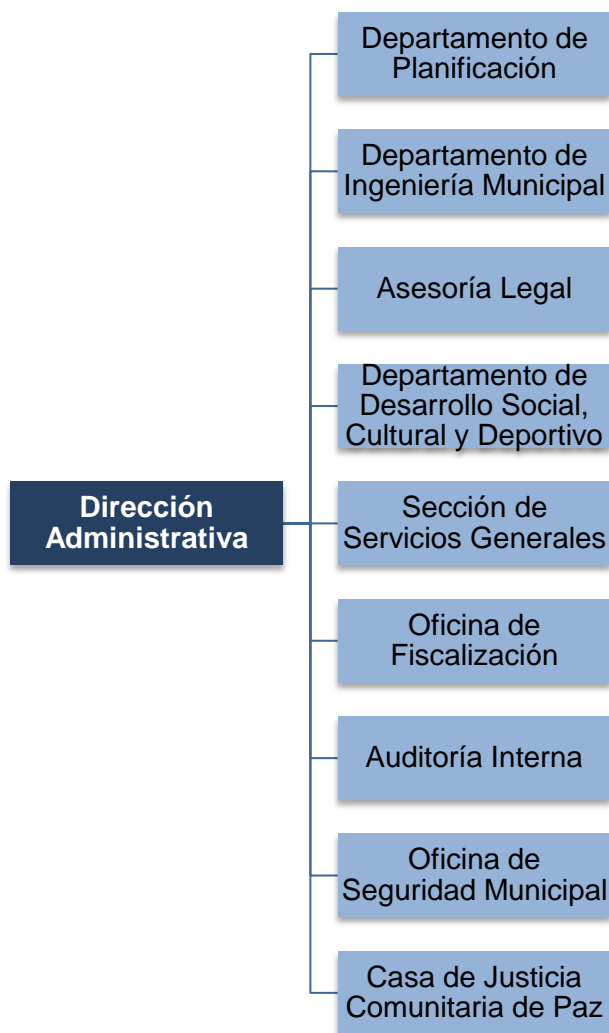 Departamento de
Planificación
Departamento de
Ingeniería Municipal
Asesoría Legal
Departamento de
Desarrollo Social,
Cultural y Deportivo
Dirección
Administrativa
Sección de
Servicios Generales
Oficina de
Fiscalización
Auditoría Interna
Oficina de
Seguridad Municipal
Casa de Justicia
Comunitaria de Paz